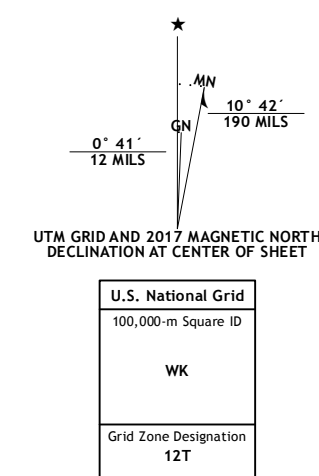 ★
MN
GN
10° 42´
190 MILS
0° 41´
12 MILS
UTM GRID AND 2017 MAGNETIC NORTH
DECLINATION AT CENTER OF SHEET
U.S. National Grid
100,000-m Square ID
WK
Grid Zone Designation
12T